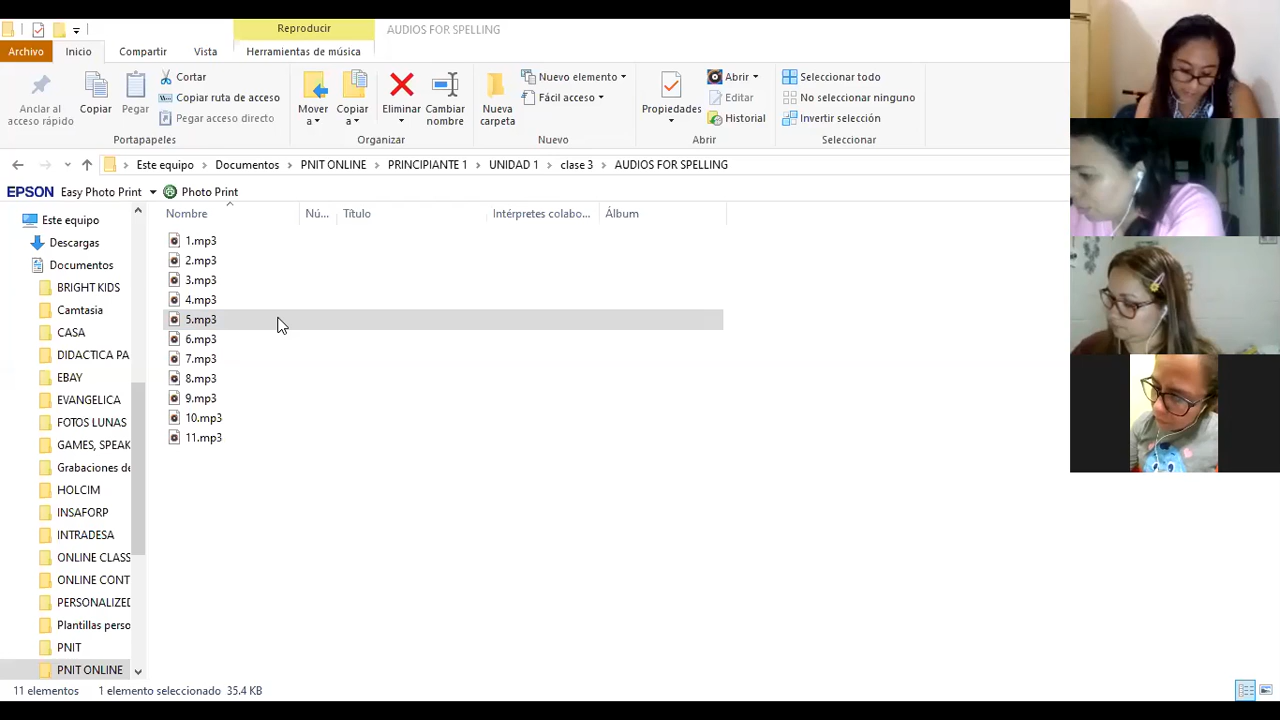 Reproducir
AUDIOS FOR SPELLING
Archivo Inicio Compartir Vista Herramientas de música
Anclar al acceso rápido
Copiar
Pegar
Cortar
Copiar ruta de acceso
Pegar acceso directo
Portapapeles
Mover a
Copiar a
Eliminar
Cambiar nombre
Organizar
Nueva carpeta
Nuevo elemento
Fácil acceso
Nuevo
Propiedades
Abrir
Editar
Historial
Abrir
Seleccionar todo
No seleccionar ninguno
Invertir selección
Seleccionar
Este equipo > Documentos > PNIT ONLINE > PRINCIPIANTE 1 > UNIDAD 1 > clase 3 > AUDIOS FOR SPELLING
EPSON Easy Photo Print Photo Print
Este equipo
Descargas
Documentos
BRIGHT KIDS
Camtasia
CASA
DIDACTICA PA
EBAY
EVANGELICA
FOTOS LUNAS
GAMES, SPEAK
Grabaciones de
HOLCIM
INSAFORP
INTRADESA
ONLINE CLASS
ONLINE CONT
PERSONALIZED
Plantillas perso
PNIT
PNIT ONLINE
Nombre Nú... Título Intérpretes colabo... Álbum
1.mp3
2.mp3
3.mp3
4.mp3
5.mp3
6.mp3
7.mp3
8.mp3
9.mp3
10.mp3
11.mp3
11 elementos 1 elemento seleccionado 35.4 KB